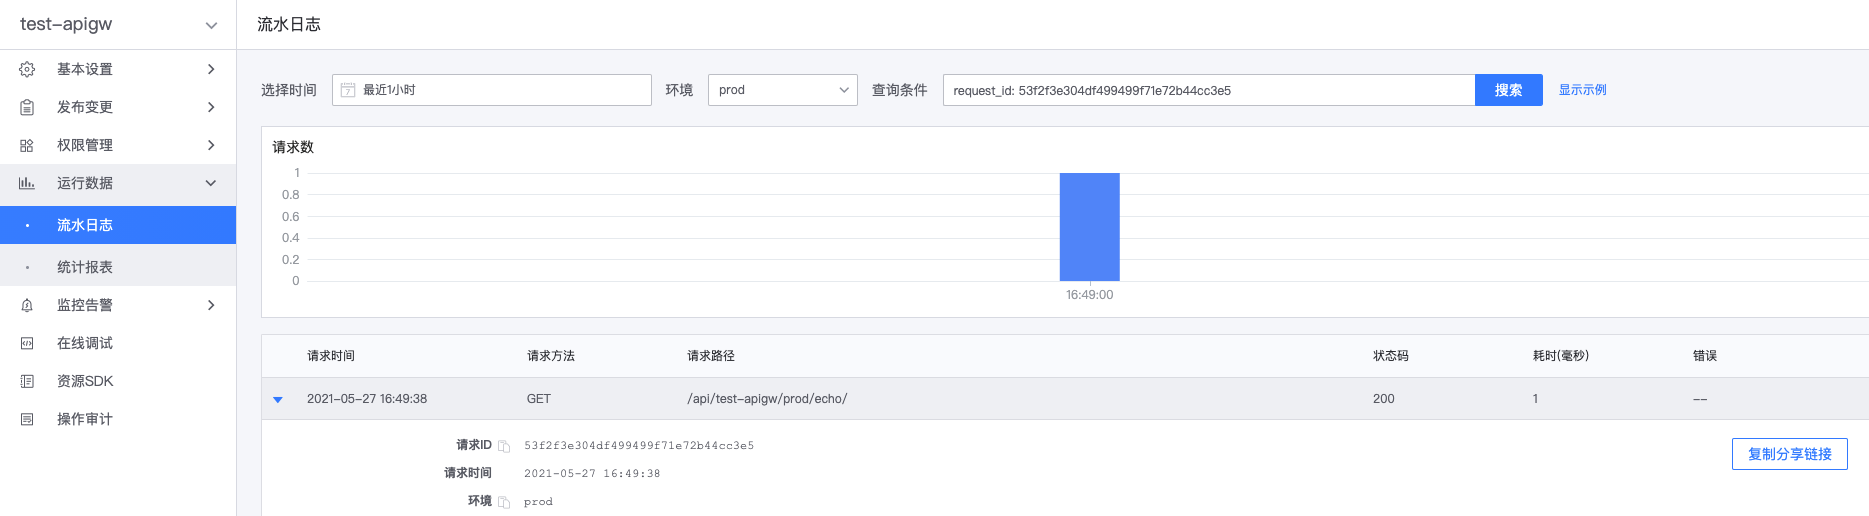 test-apigw
流水日志
基本设置
发布变更
权限管理
运行数据
流水日志
统计报表
监控告警
在线调试
资源SDK
操作审计
选择时间 最近1小时 环境 prod 查询条件 request_id: 53f2f3e304df499499f71e72b44cc3e5 搜索 显示示例
请求数
1
0.8
0.6
0.4
0.2
0
16:49:00
请求时间 请求方法 请求路径 状态码 耗时(毫秒) 错误
2021-05-27 16:49:38 GET /api/test-apigw/prod/echo/ 200 1 --
请求ID 53f2f3e304df499499f71e72b44cc3e5 复制分享链接
请求时间 2021-05-27 16:49:38
环境 prod